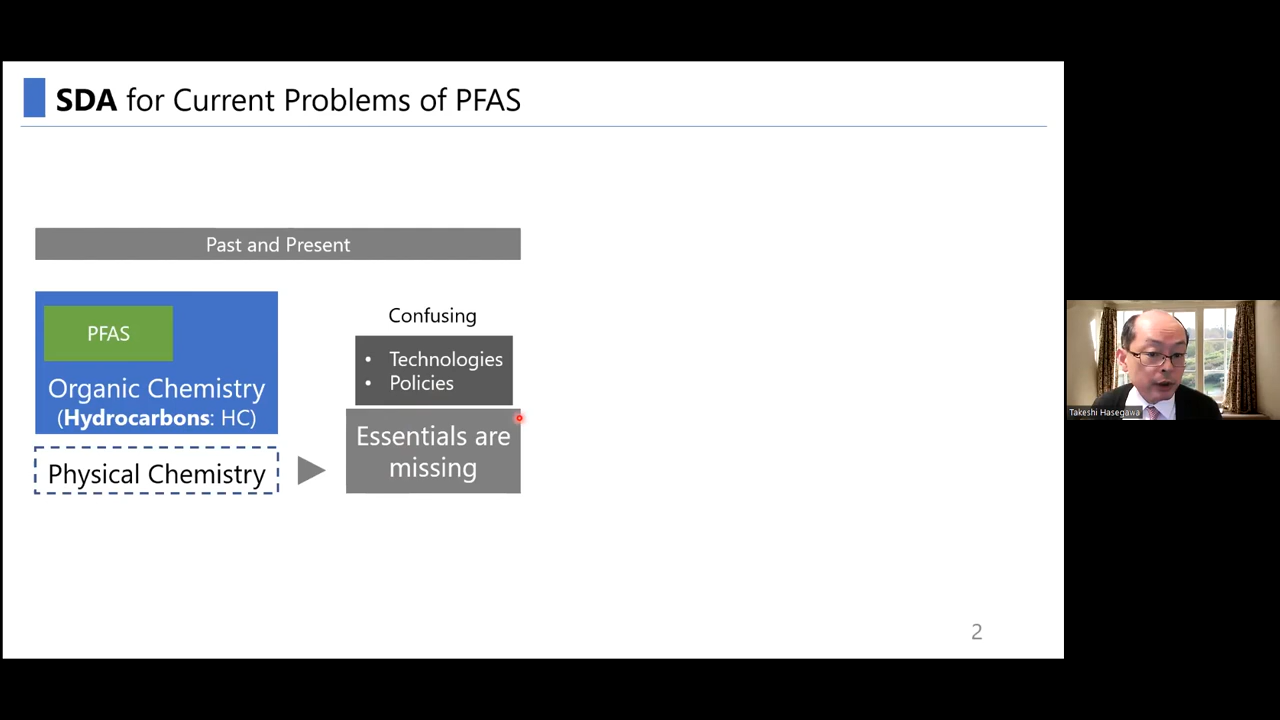 SDA for Current Problems of PFAS
Past and Present
PFAS
Organic Chemistry
(Hydrocarbons: HC)
Physical Chemistry
Confusing
• Technologies
• Policies
Essentials are
missing
Takeshi Hasegawa
2